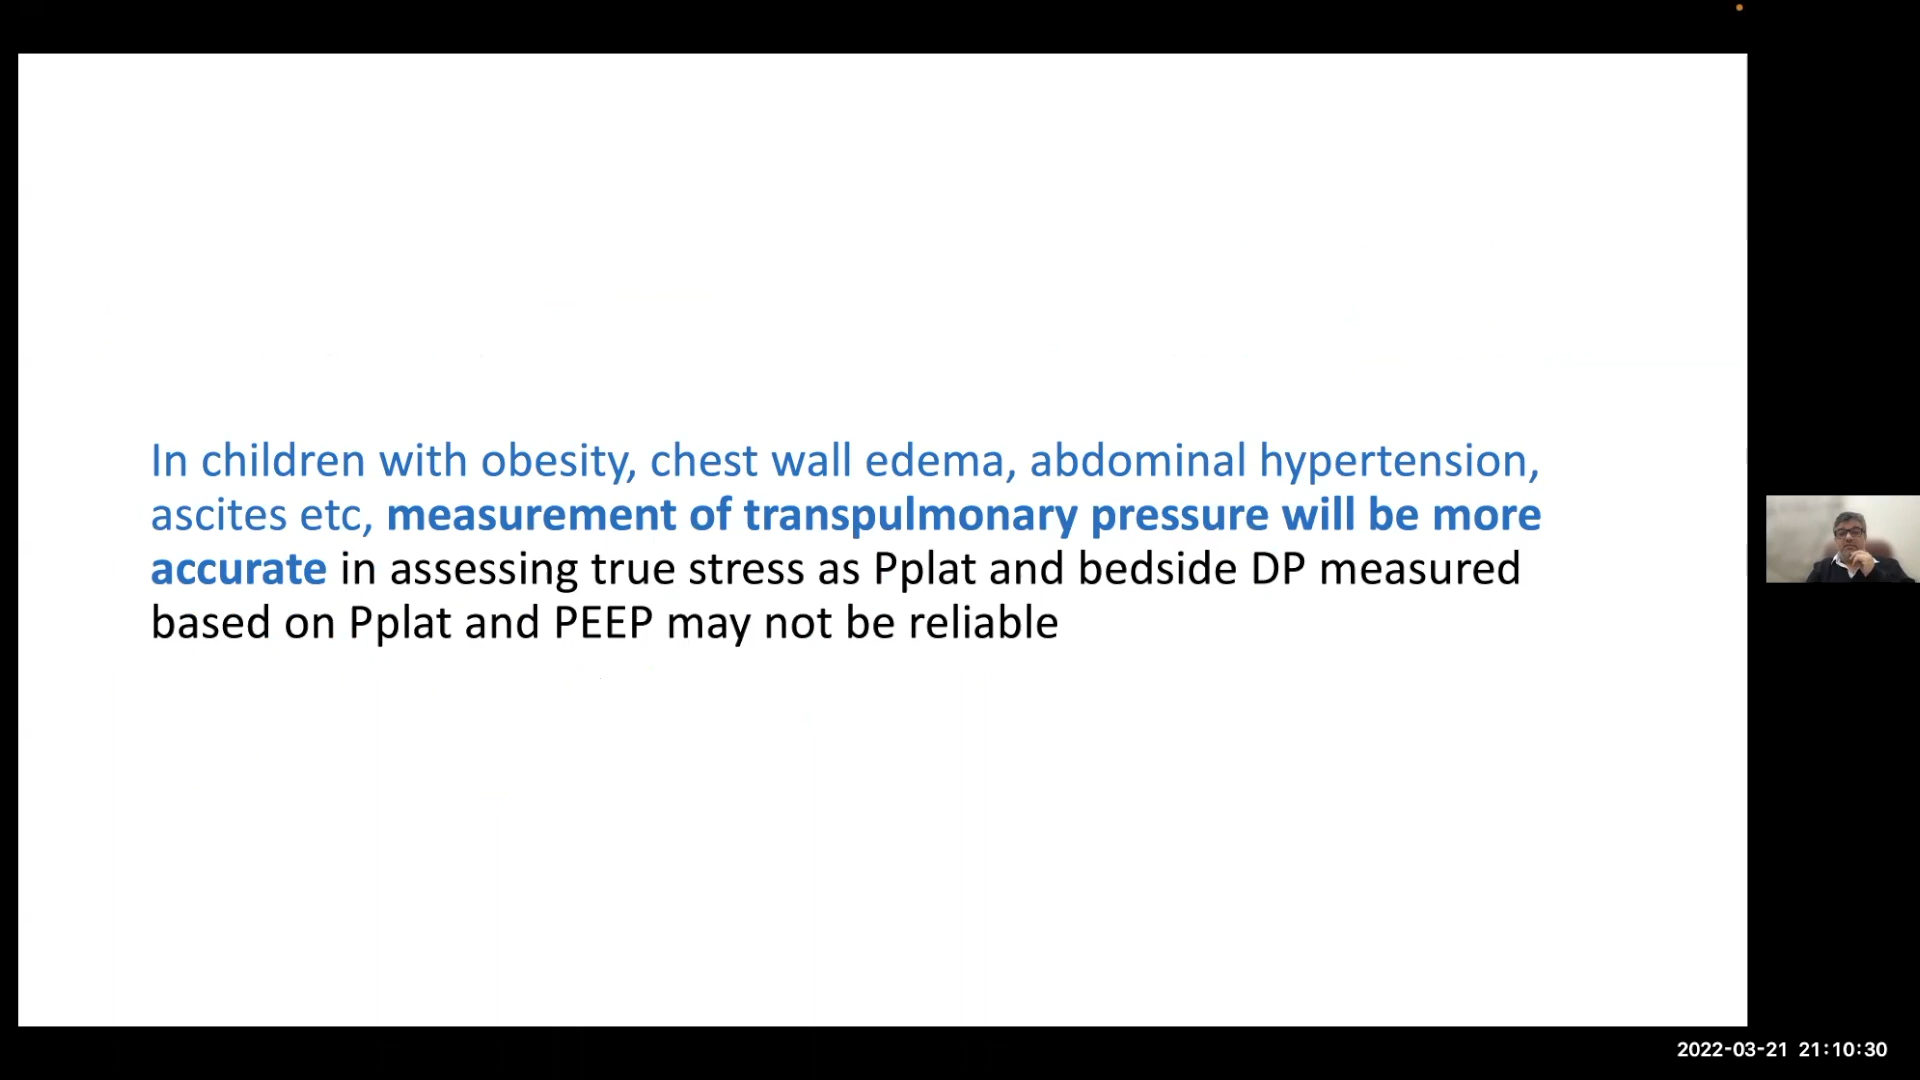 In children with obesity, chest wall edema, abdominal hypertension,
ascites etc, measurement of transpulmonary pressure will be more
accurate in assessing true stress as Pplat and bedside DP measured
based on Pplat and PEEP may not be reliable
2022-03-21 21:10:30